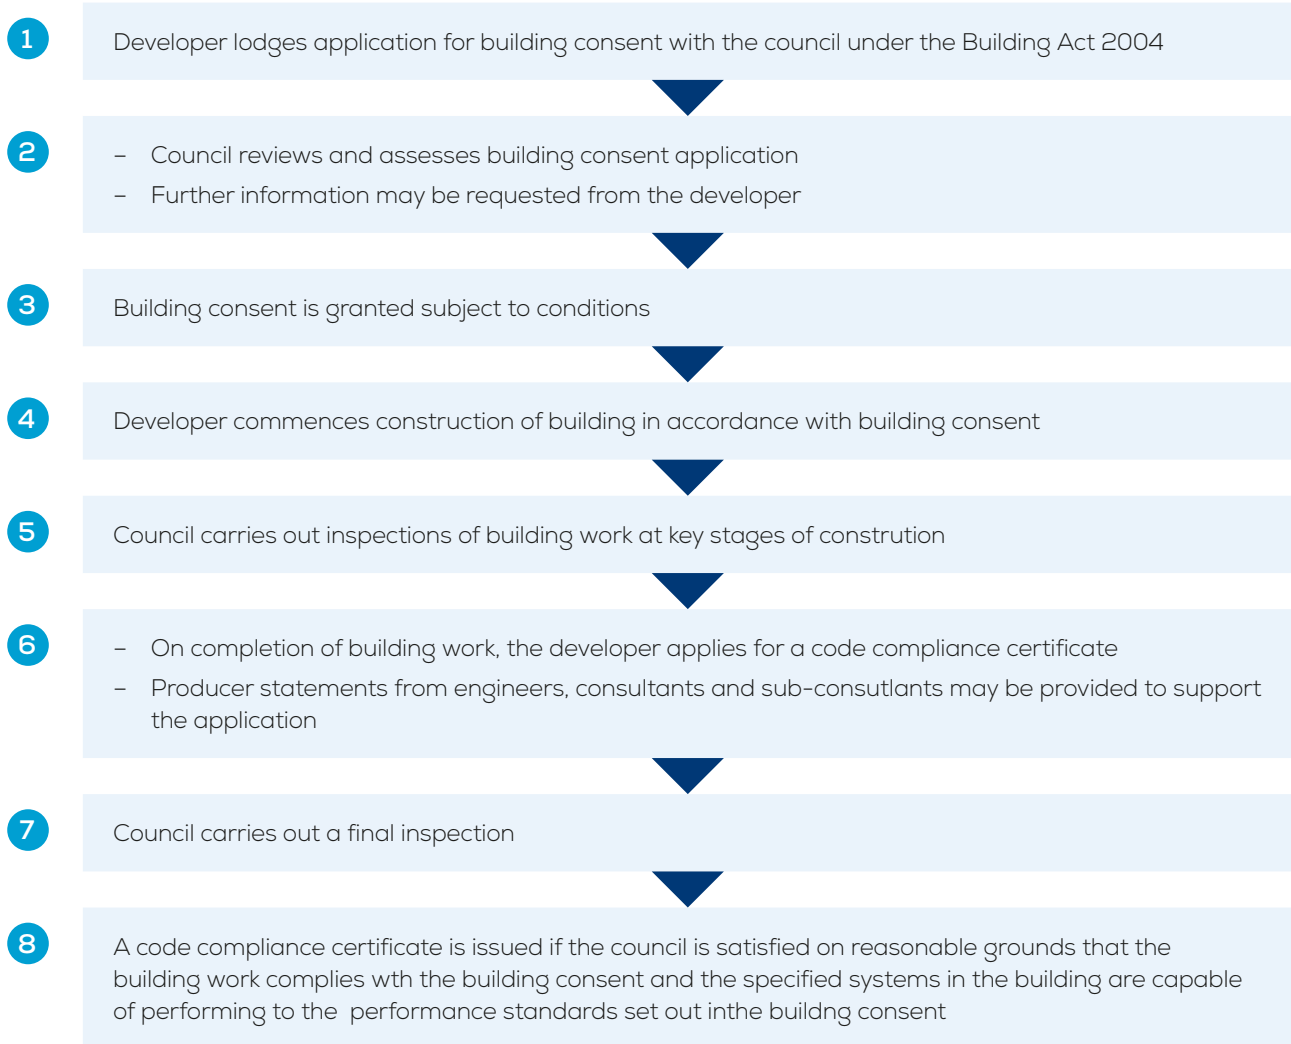 1
Developer lodges application for building consent with the council under the Building Act 2004
2
– Council reviews and assesses building consent application
– Further information may be requested from the developer
3
Building consent is granted subject to conditions
4
Developer commences construction of building in accordance with building consent
5
Council carries out inspections of building work at key stages of constrution
6
– On completion of building work, the developer applies for a code compliance certificate
– Producer statements from engineers, consultants and sub-consutlants may be provided to support
the application
7
Council carries out a final inspection
8
A code compliance certificate is issued if the council is satisfied on reasonable grounds that the
building work complies wth the building consent and the specified systems in the building are capable
of performing to the  performance standards set out inthe buildng consent